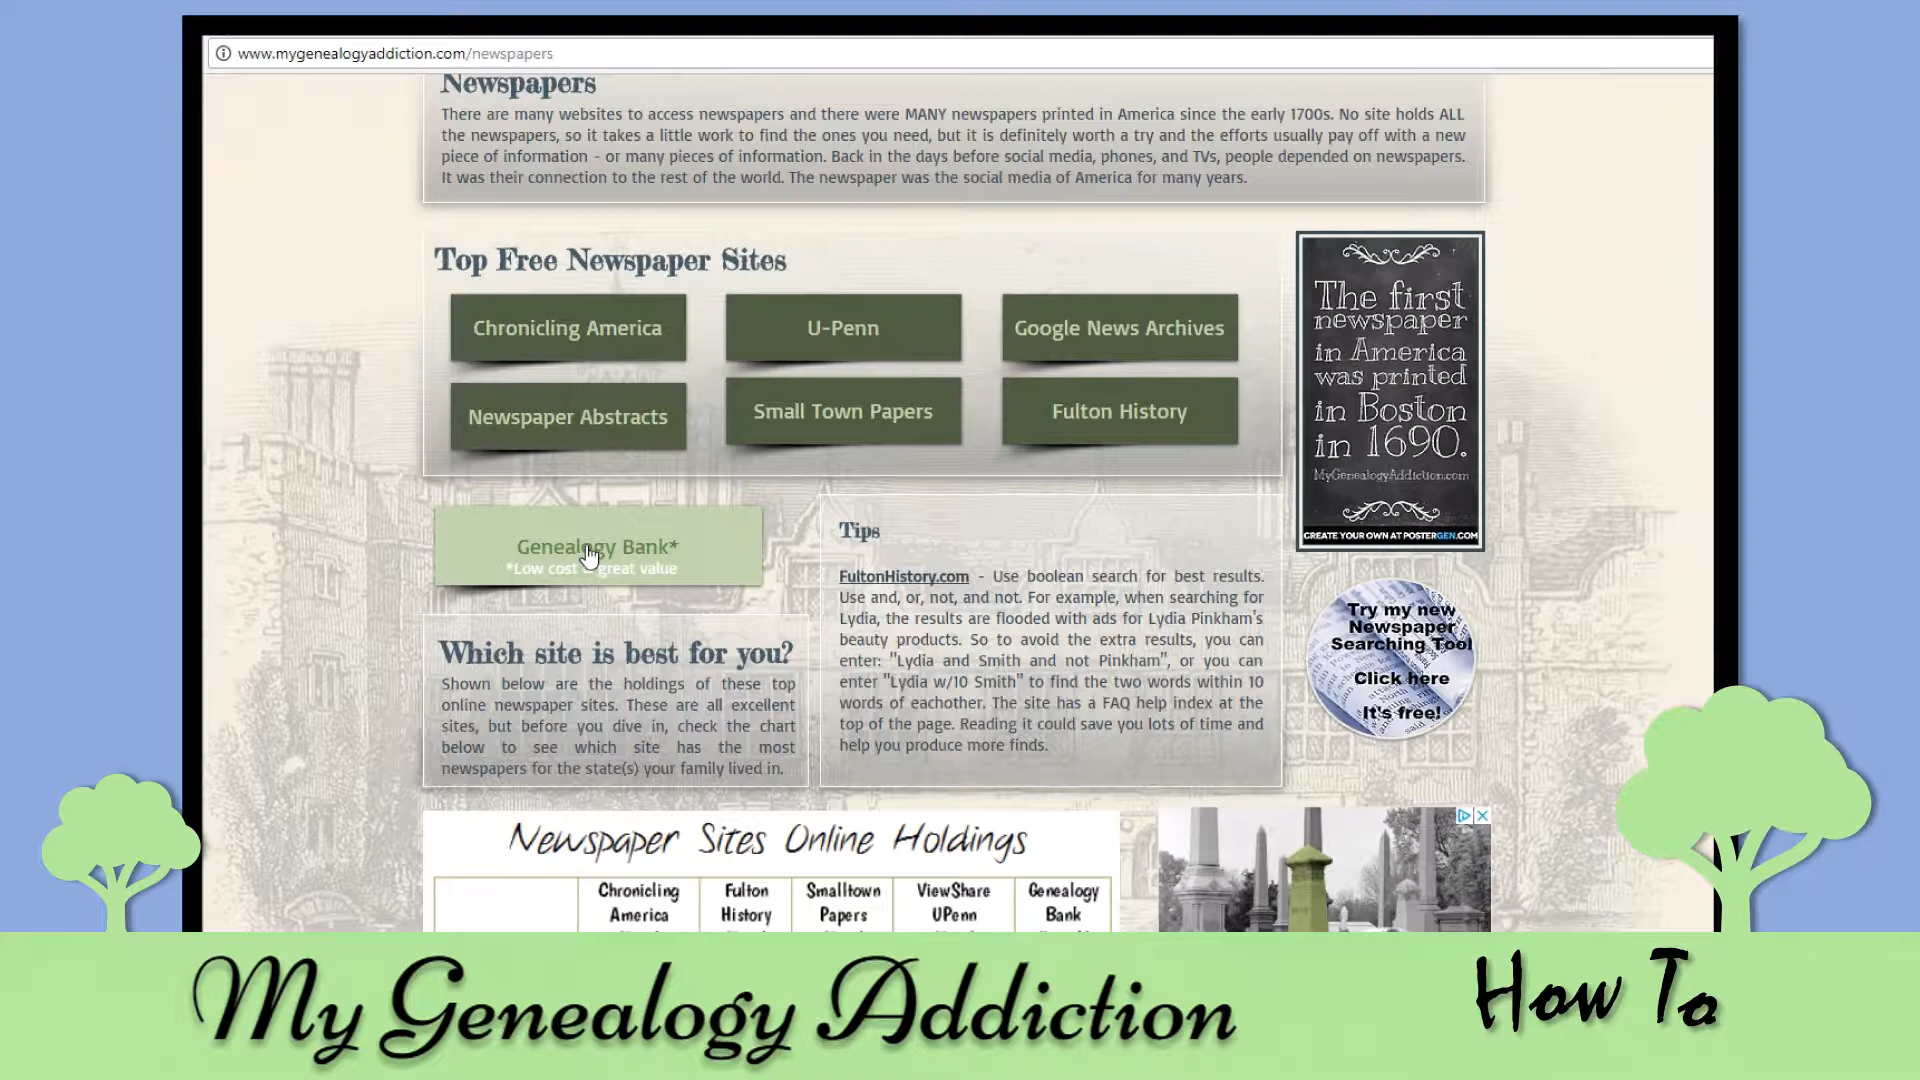 www.mygenealogyaddiction.com/newspapers
Newspapers
There are many websites to access newspapers and there were MANY newspapers printed in America since the early 1700s. No site holds ALL
the newspapers, so it takes a little work to find the ones you need, but it is definitely worth a try and the efforts usually pay off with a new
piece of information - or many pieces of information. Back in the days before social media, phones, and TVs, people depended on newspapers.
It was their connection to the rest of the world. The newspaper was the social media of America for many years.
Top Free Newspaper Sites
Chronicling America
U-Penn
Google News Archives
Newspaper Abstracts
Small Town Papers
Fulton History
The first
newspaper
in America
was printed
in Boston
in 1690.
MyGenealogyAddiction.com
CREATE YOUR OWN AT POSTERGEN.COM
Genealogy Bank*
*Low cost great value
Tips
FultonHistory.com - Use boolean search for best results.
Use and, or, not, and not. For example, when searching for
Lydia, the results are flooded with ads for Lydia Pinkham's
beauty products. So to avoid the extra results, you can
enter: "Lydia and Smith and not Pinkham", or you can
enter "Lydia w/10 Smith" to find the two words within 10
words of eachother. The site has a FAQ help index at the
top of the page. Reading it could save you lots of time and
help you produce more finds.
Try my new
Newspaper
Searching Tool
Click here
It's free!
Which site is best for you?
Shown below are the holdings of these top
online newspaper sites. These are all excellent
sites, but before you dive in, check the chart
below to see which site has the most
newspapers for the state(s) your family lived in.
Newspaper Sites Online Holdings
Chronicling
America
Fulton
History
Smalltown
Papers
ViewShare
UPenn
Genealogy
Bank
My Genealogy Addiction
How To